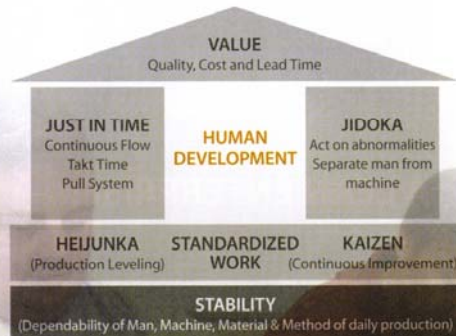 VALUE
Quality, Cost and Lead Time
JUST IN TIME
Continuous Flow
Takt Time
Pull System
HUMAN
DEVELOPMENT
JIDOKA
Act on abnormalities
Separate man from
machine
HEIJUNKA
(Production Leveling)
STANDARDIZED
WORK
KAIZEN
(Continuous Improvement)
STABILITY
(Dependability of Man, Machine, Material & Method of daily production)